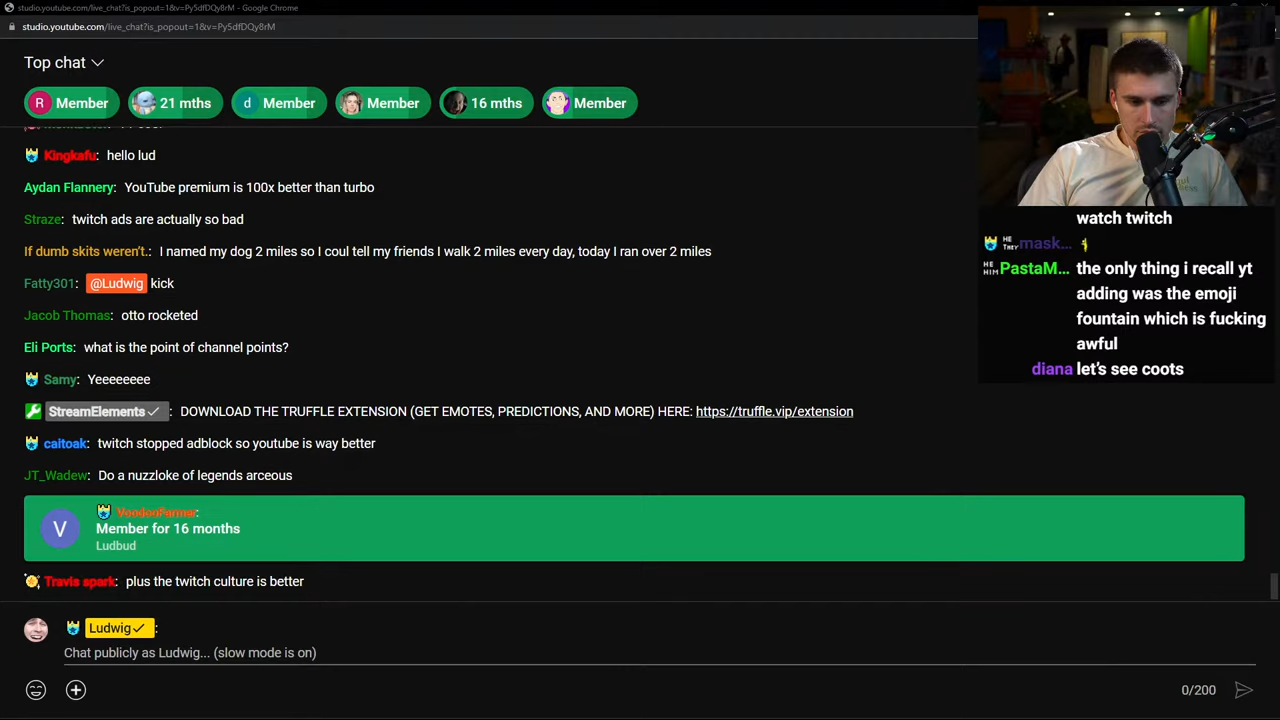 studio.youtube.com/live_chat?is_popout=1&v=Py5dfDQy8rM - Google Chrome
studio.youtube.com/live_chat?is_popout=1&v=Py5dfDQy8rM
Top chat
R Member
21 mths
d Member
Member
16 mths
Member
Kingkafu: hello lud
Aydan Flannery: YouTube premium is 100x better than turbo
Straze: twitch ads are actually so bad
If dumb skits weren't.: I named my dog 2 miles so I coul tell my friends I walk 2 miles every day, today I ran over 2 miles
Fatty301: @Ludwig kick
Jacob Thomas: otto rocketed
Eli Ports: what is the point of channel points?
Samy: Yeeeeeee
StreamElements: DOWNLOAD THE TRUFFLE EXTENSION (GET EMOTES, PREDICTIONS, AND MORE) HERE: https://truffle.vip/extension
caitoak: twitch stopped adblock so youtube is way better
JT_Wadew: Do a nuzzloke of legends arceous
V
VoodooFarmer:
Member for 16 months
Ludbud
Travis spark: plus the twitch culture is better
Ludwig:
Chat publicly as Ludwig... (slow mode is on)
0/200
watch twitch
HE THEY mask...
HE HIM PastaM... the only thing i recall yt
adding was the emoji
fountain which is fucking
awful
diana let's see coots